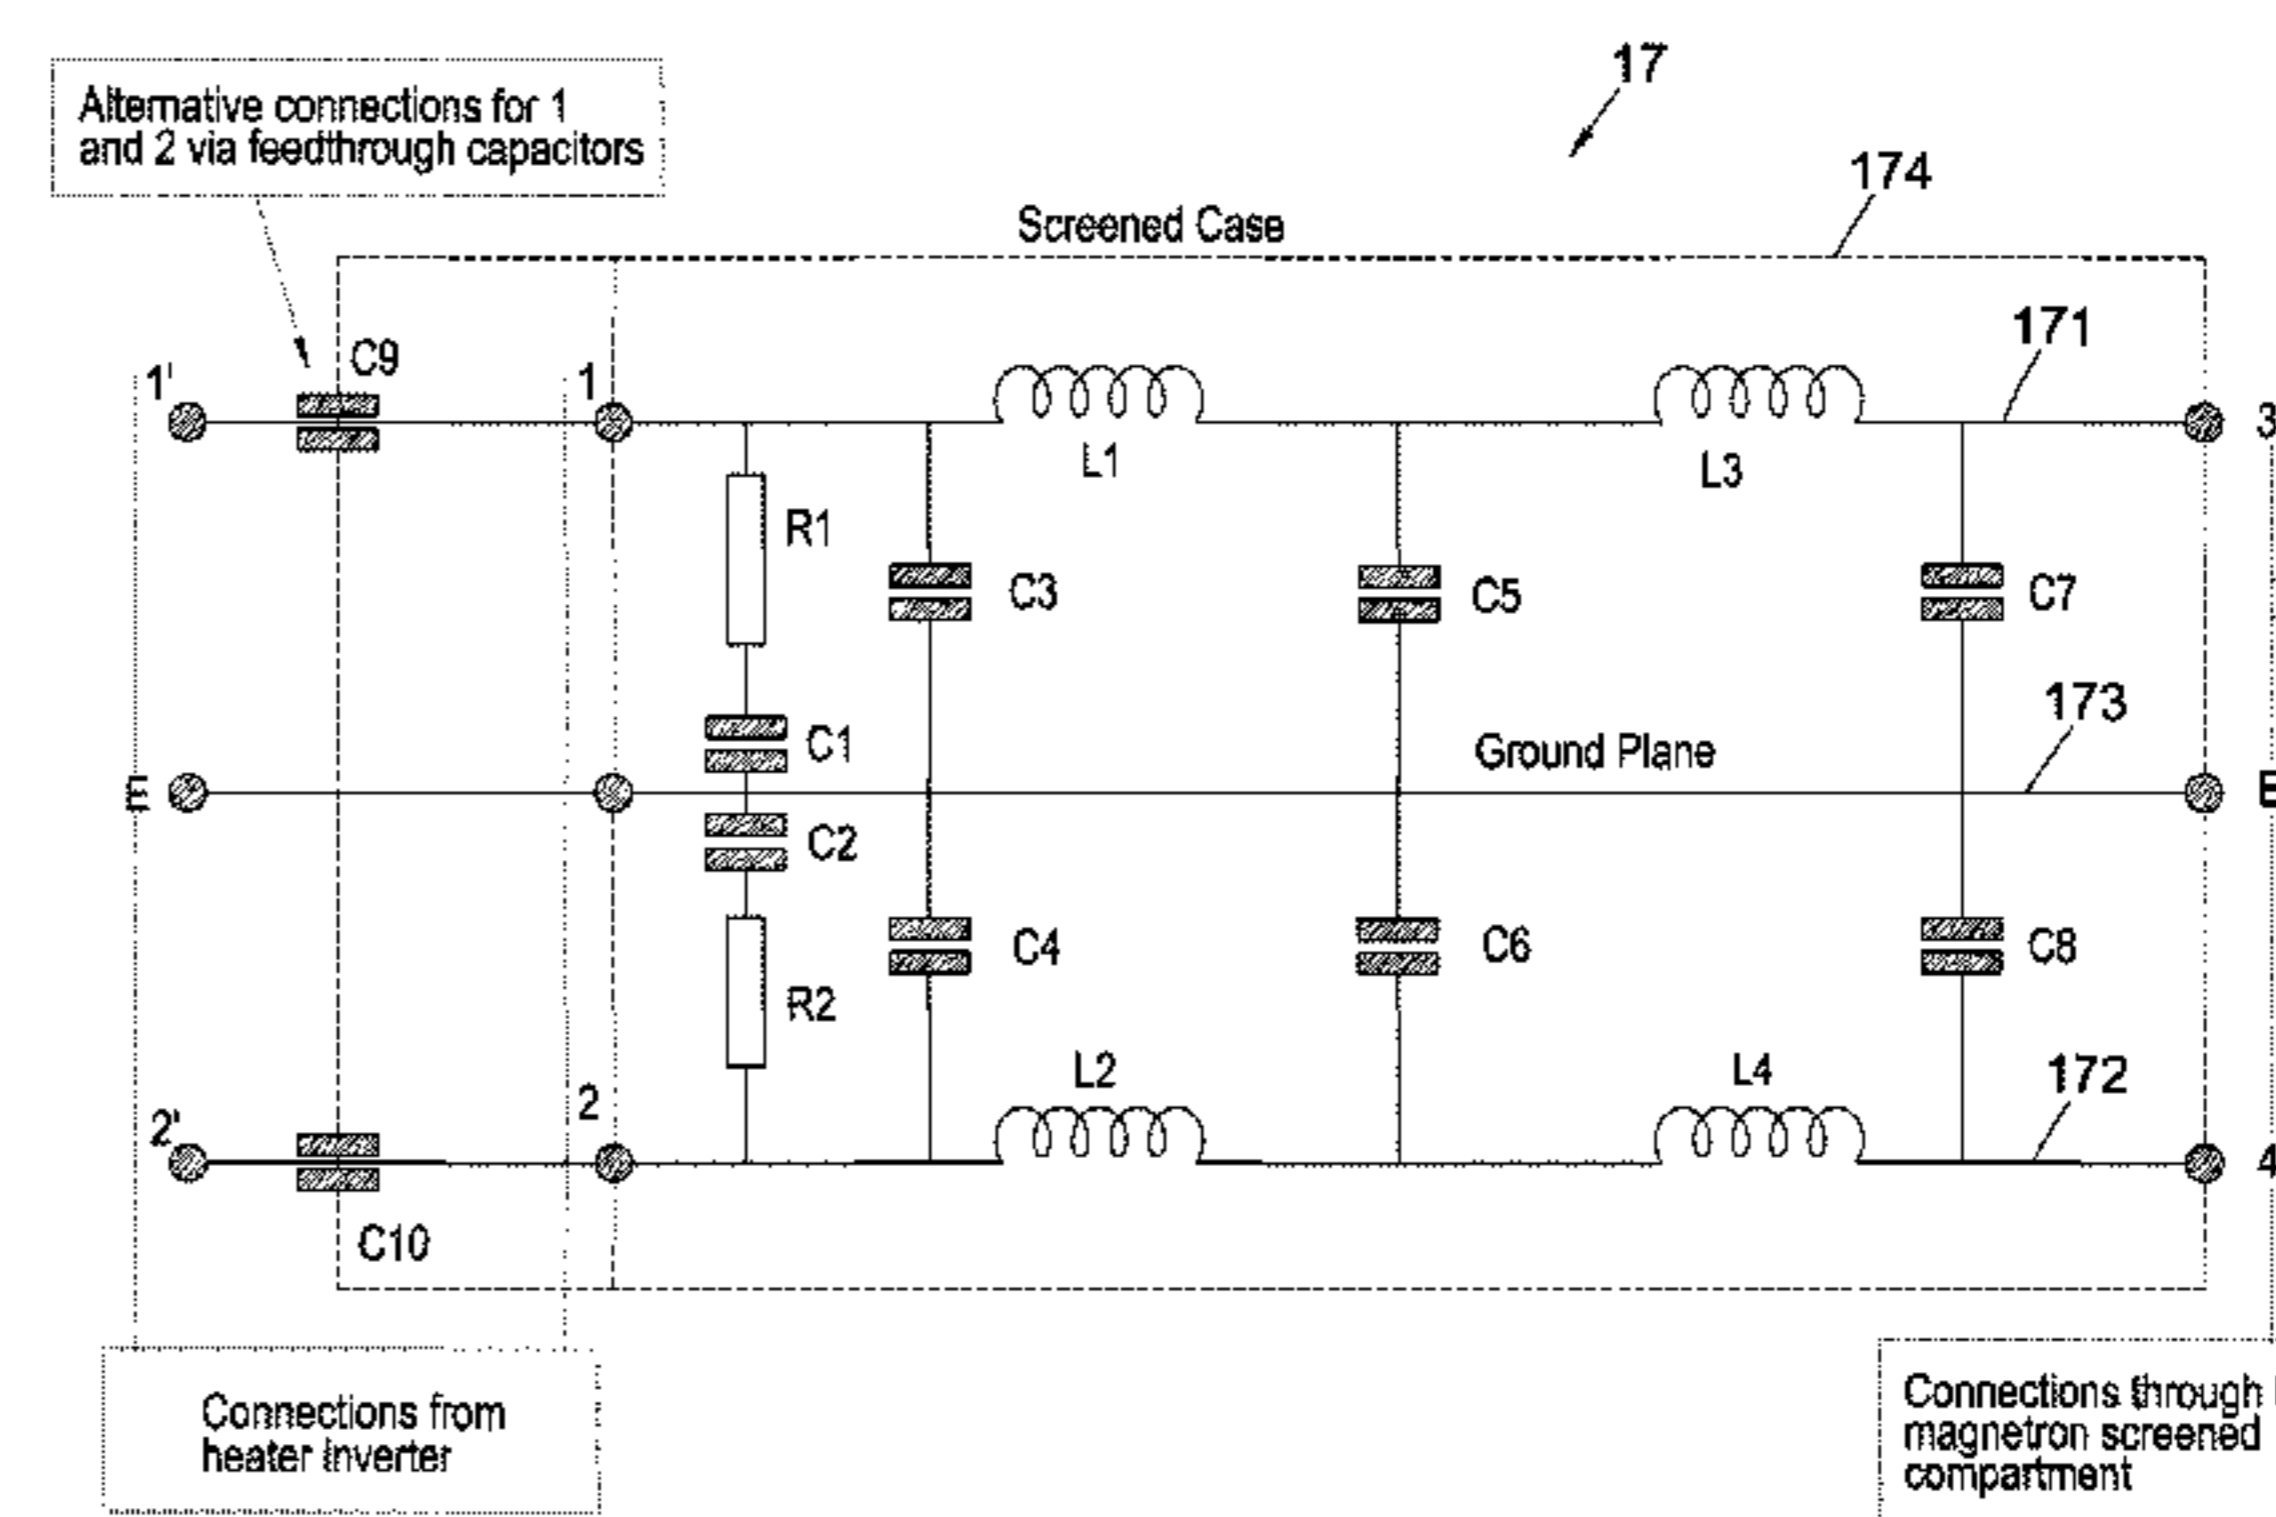 17
Alternative connections for 1
and 2 via feedthrough capacitors
174
Screened Case
171
C9
1'
1
3
L1
L3
R1
C3
C5
C7
173
C1
Ground Plane
E
E
C2
C4
C6
C8
R2
L2
L4
172
2
2'
4
C10
Connections from
heater inverter
Connections through
magnetron screened
compartment